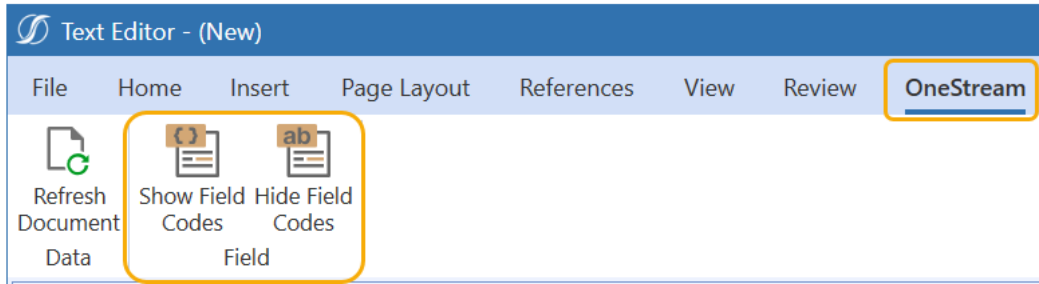 Text Editor - (New)
File Home Insert Page Layout References View Review OneStream
{ } ab
Refresh Show Field Hide Field
Document Codes Codes
Data Field